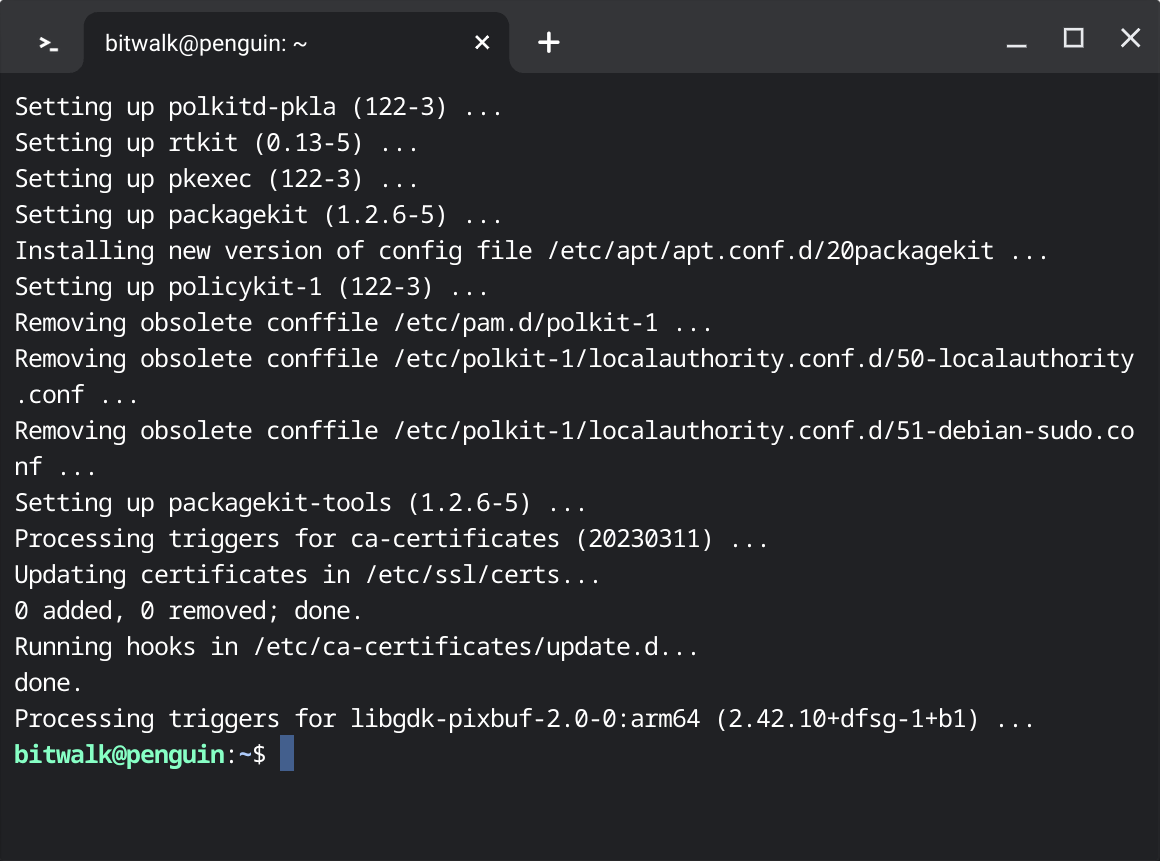 >_ bitwalk@penguin: ~
Setting up polkitd-pkla (122-3) ...
Setting up rtkit (0.13-5) ...
Setting up pkexec (122-3) ...
Setting up packagekit (1.2.6-5) ...
Installing new version of config file /etc/apt/apt.conf.d/20packagekit ...
Setting up policykit-1 (122-3) ...
Removing obsolete conffile /etc/pam.d/polkit-1 ...
Removing obsolete conffile /etc/polkit-1/localauthority.conf.d/50-localauthority
.conf ...
Removing obsolete conffile /etc/polkit-1/localauthority.conf.d/51-debian-sudo.co
nf ...
Setting up packagekit-tools (1.2.6-5) ...
Processing triggers for ca-certificates (20230311) ...
Updating certificates in /etc/ssl/certs...
0 added, 0 removed; done.
Running hooks in /etc/ca-certificates/update.d...
done.
Processing triggers for libgdk-pixbuf-2.0-0:arm64 (2.42.10+dfsg-1+b1) ...
bitwalk@penguin:~$